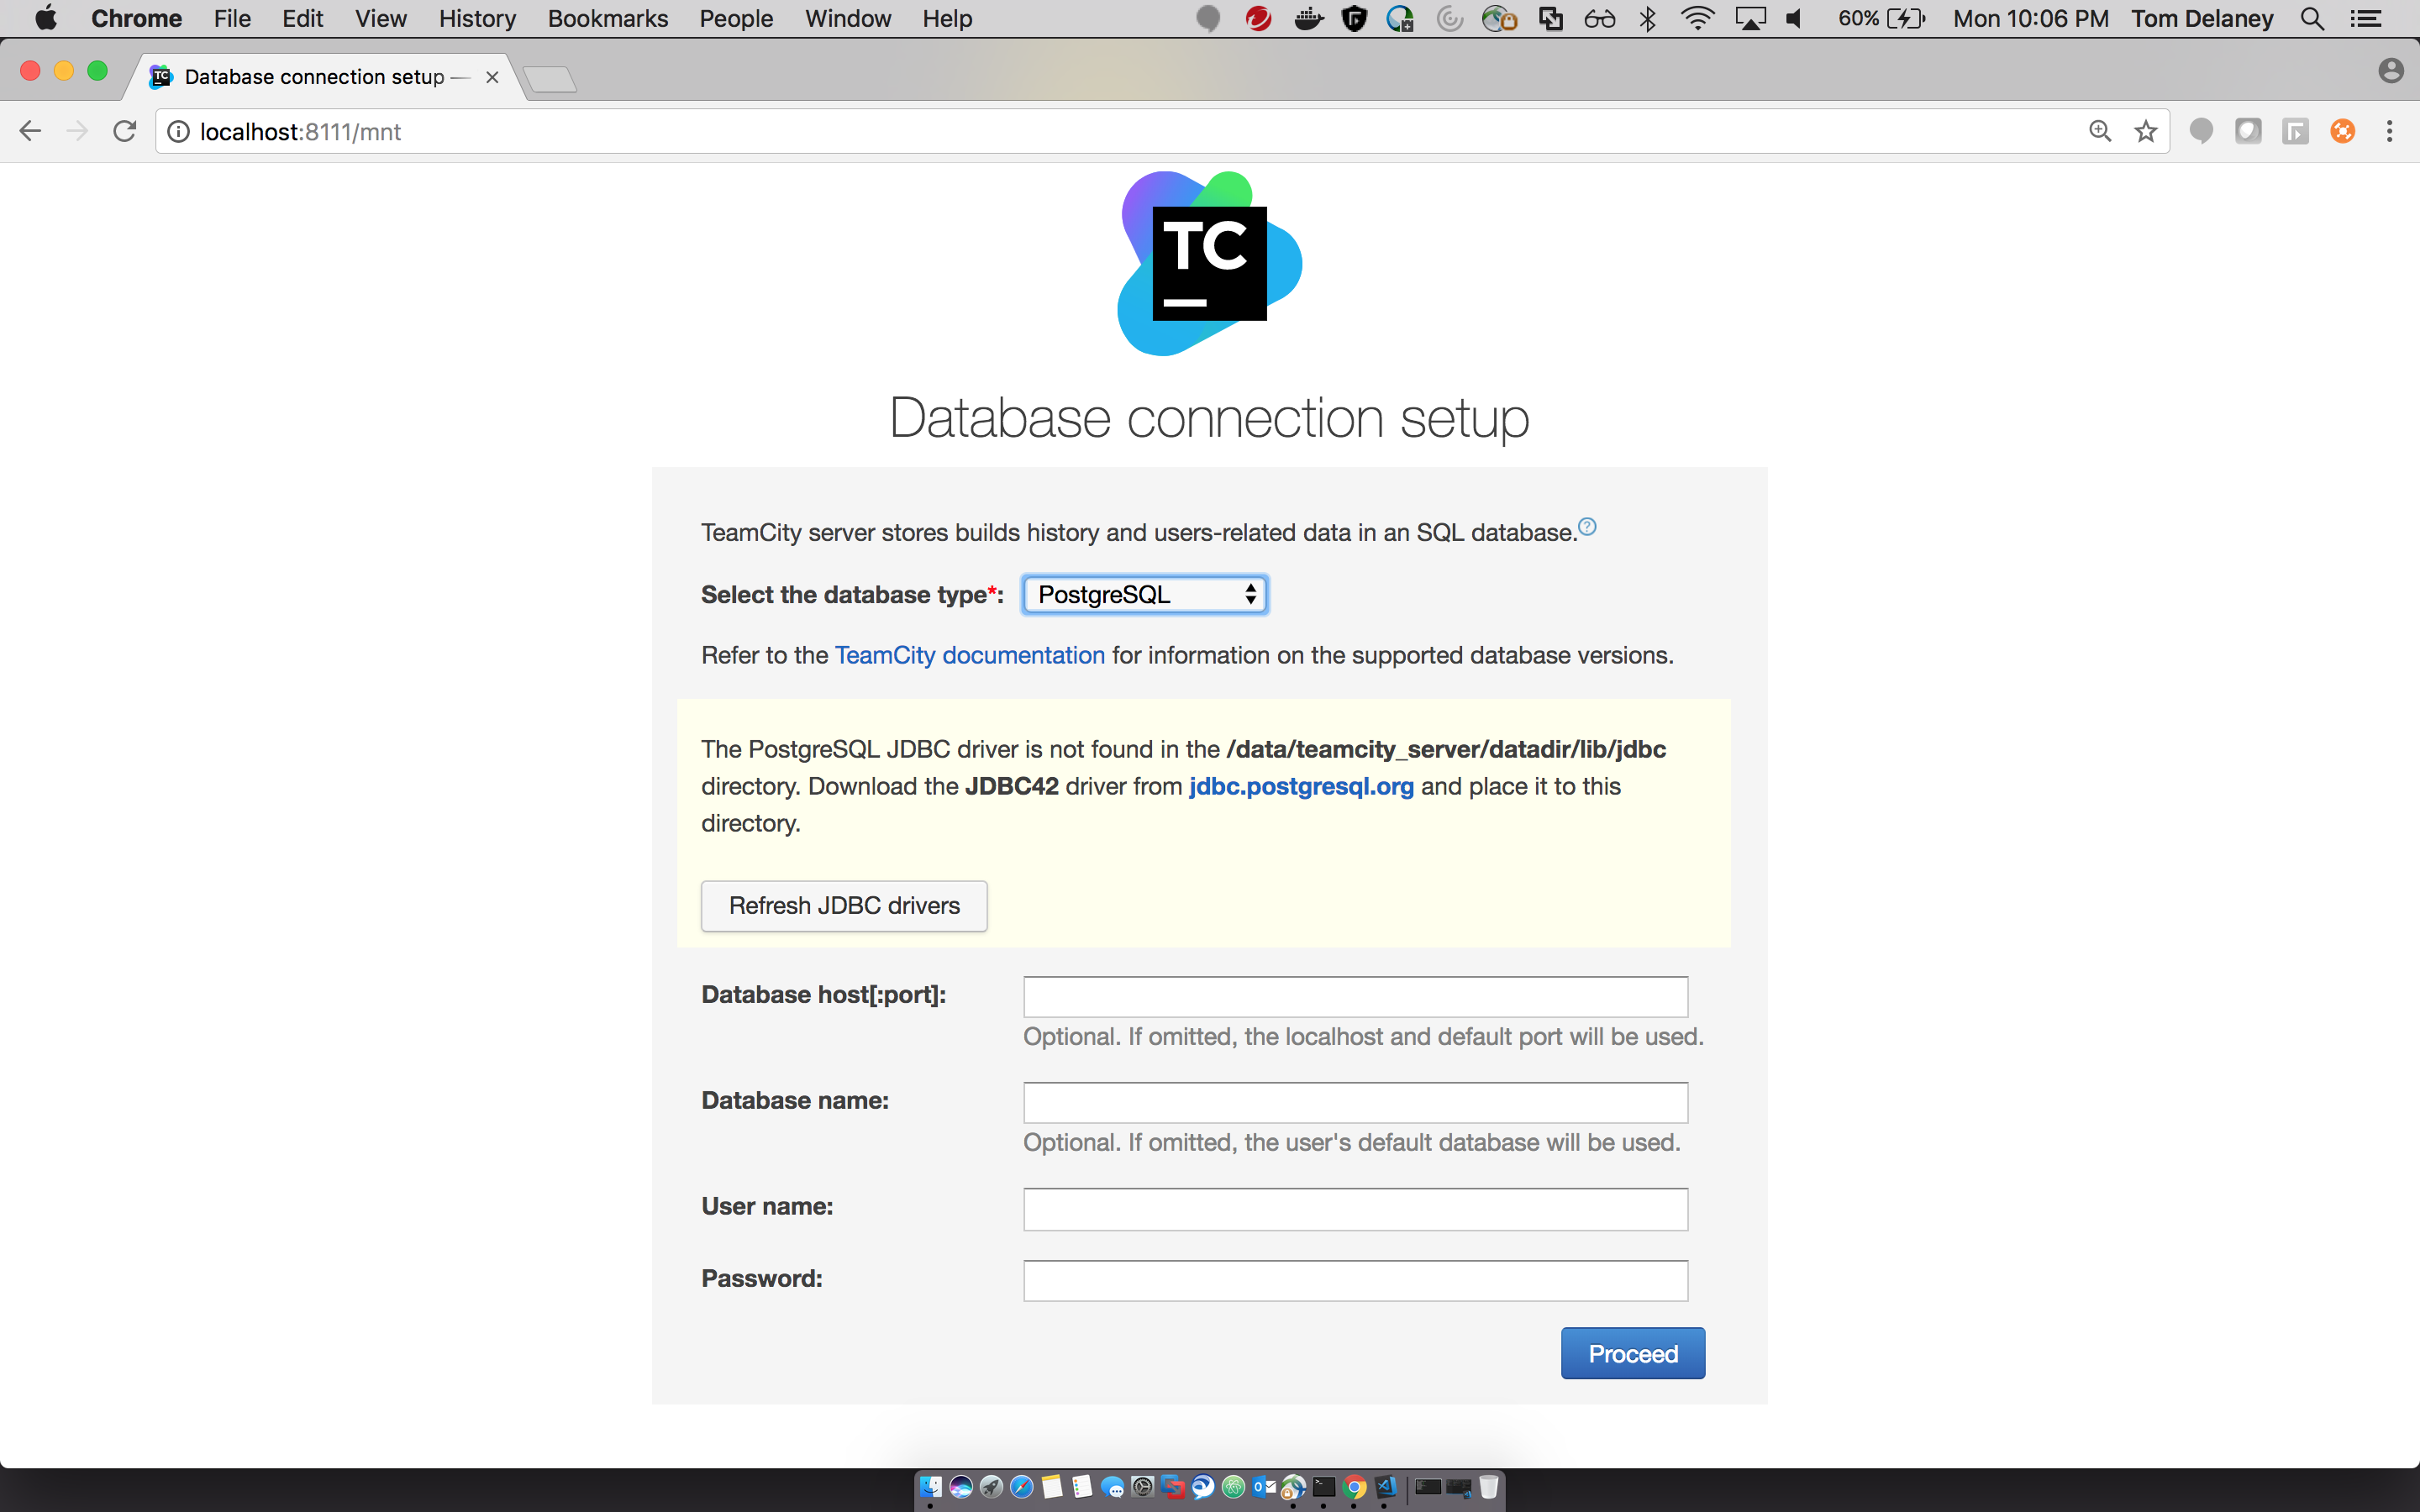 Chrome File Edit View History Bookmarks People Window Help 60% Mon 10:06 PM Tom Delaney
TC Database connection setup —
localhost:8111/mnt
TC
Database connection setup
TeamCity server stores builds history and users-related data in an SQL database.?
Select the database type*: PostgreSQL
Refer to the TeamCity documentation for information on the supported database versions.
The PostgreSQL JDBC driver is not found in the /data/teamcity_server/datadir/lib/jdbc
directory. Download the JDBC42 driver from jdbc.postgresql.org and place it to this
directory.
Refresh JDBC drivers
Database host[:port]:
Optional. If omitted, the localhost and default port will be used.
Database name:
Optional. If omitted, the user's default database will be used.
User name:
Password:
Proceed